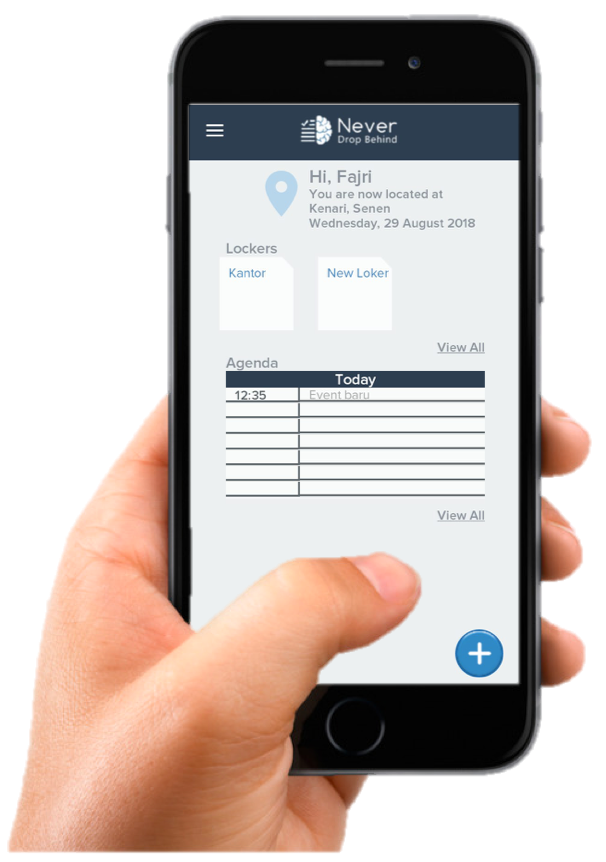 Never
Drop Behind
Hi, Fajri
You are now located at
Kenari, Senen
Wednesday, 29 August 2018
Lockers
Kantor
New Loker
View All
Agenda
Today
12:35 Event baru
View All